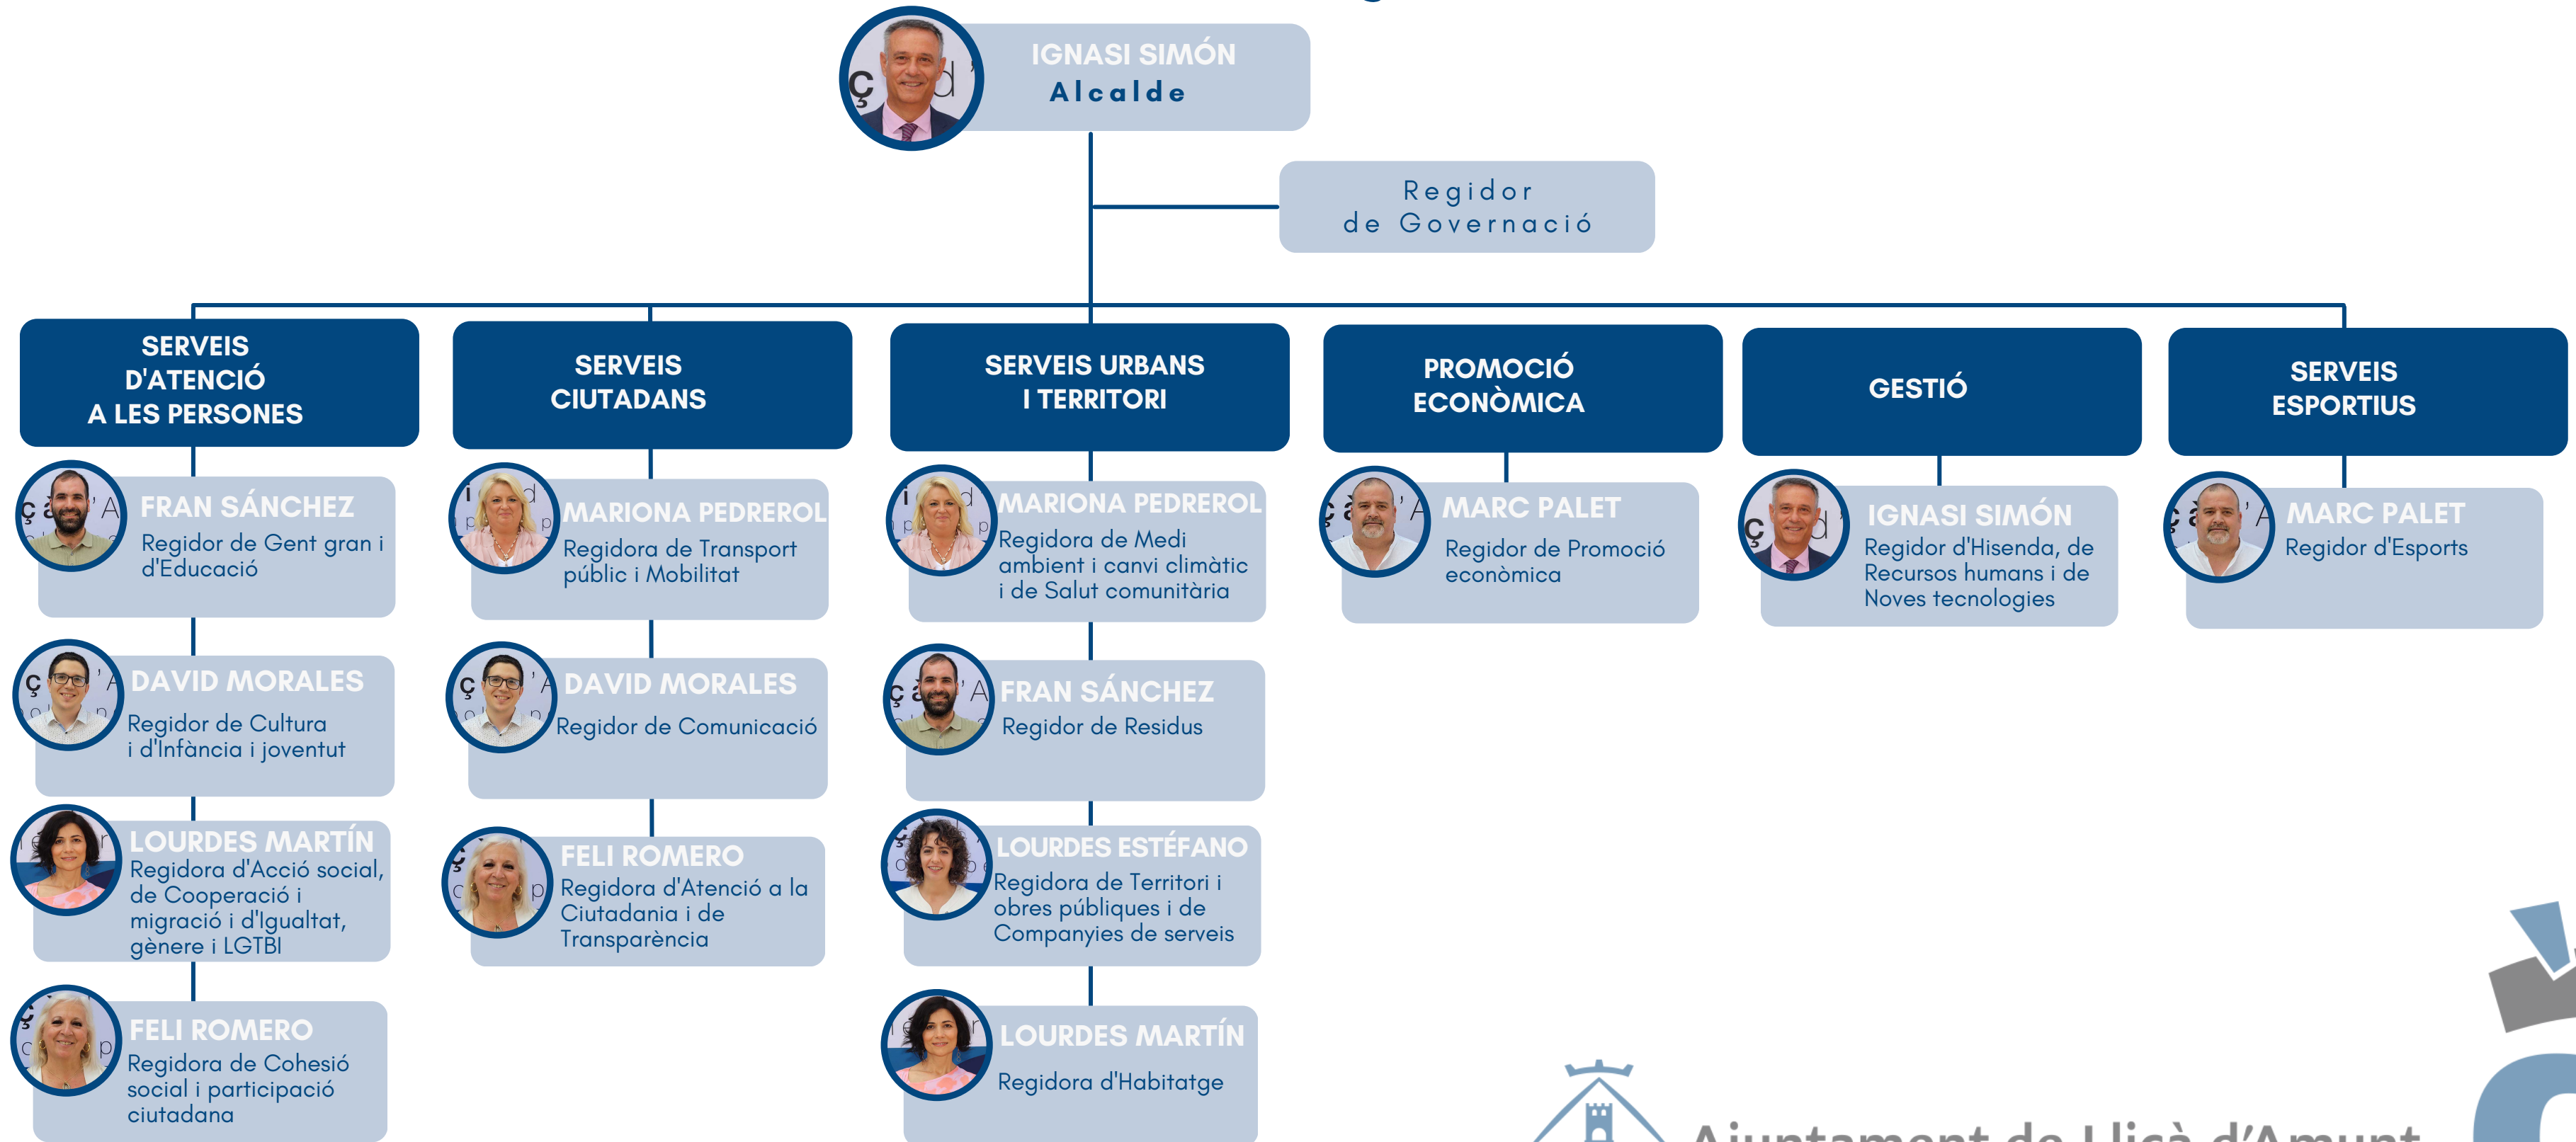 IGNASI SIMÓN
Alcalde
Regidor
de Governació
SERVEIS
D'ATENCIÓ
A LES PERSONES
FRAN SÁNCHEZ
Regidor de Gent gran i
d'Educació
DAVID MORALES
Regidor de Cultura
i d'Infància i joventut
LOURDES MARTÍN
Regidora d'Acció social,
de Cooperació i
migració i d'Igualtat,
gènere i LGTBI
FELI ROMERO
Regidora de Cohesió
social i participació
ciutadana
SERVEIS
CIUTADANS
MARIONA PEDREROL
Regidora de Transport
públic i Mobilitat
DAVID MORALES
Regidor de Comunicació
FELI ROMERO
Regidora d'Atenció a la
Ciutadania i de
Transparència
SERVEIS URBANS
I TERRITORI
MARIONA PEDREROL
Regidora de Medi
ambient i canvi climàtic
i de Salut comunitària
FRAN SÁNCHEZ
Regidor de Residus
LOURDES ESTÉFANO
Regidora de Territori i
obres públiques i de
Companyies de serveis
LOURDES MARTÍN
Regidora d'Habitatge
PROMOCIÓ
ECONÒMICA
MARC PALET
Regidor de Promoció
econòmica
GESTIÓ
IGNASI SIMÓN
Regidor d'Hisenda, de
Recursos humans i de
Noves tecnologies
SERVEIS
ESPORTIUS
MARC PALET
Regidor d'Esports
Ajuntament de Lliçà d'Amunt